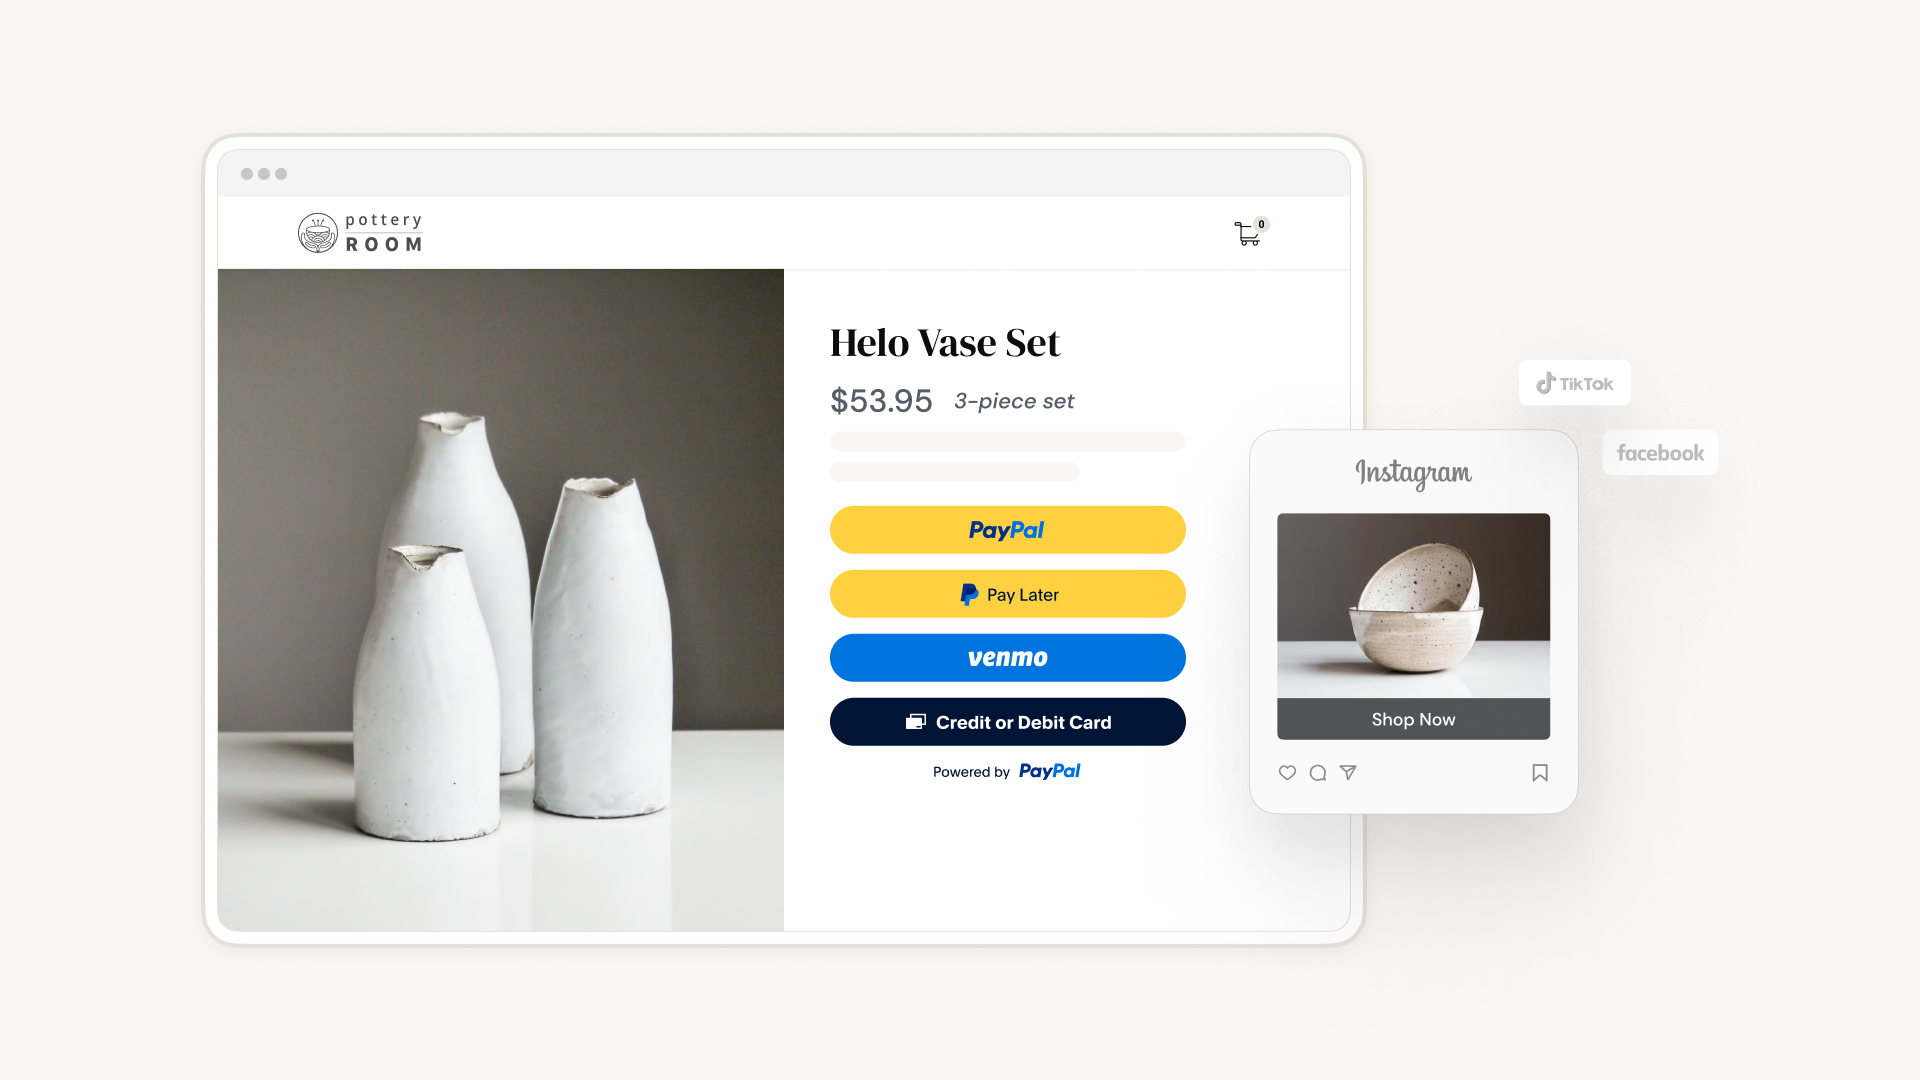 pottery
ROOM
0
Helo Vase Set
$53.95 3-piece set
PayPal
Pay Later
venmo
Credit or Debit Card
Powered by PayPal
TikTok
facebook
Instagram
Shop Now